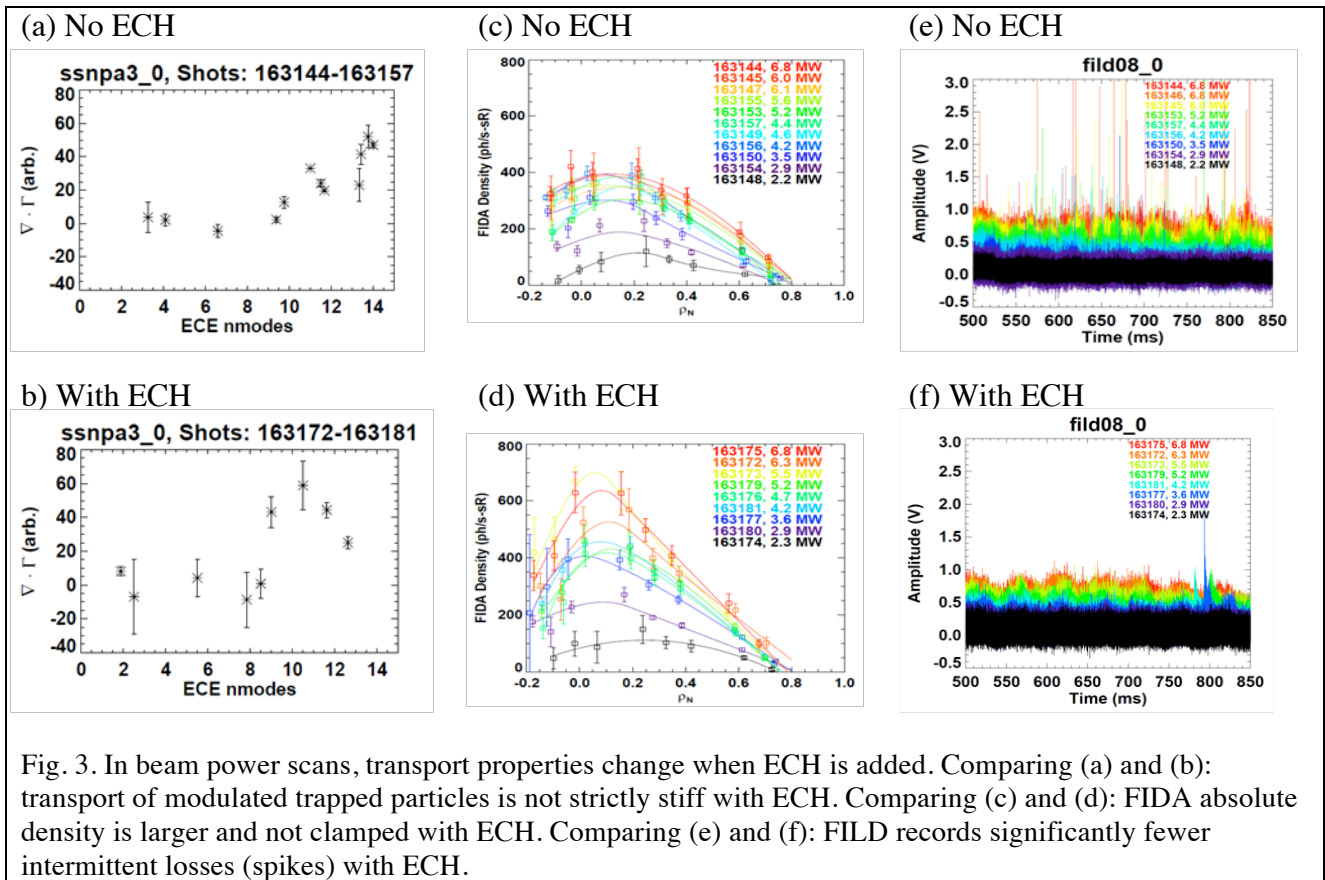 (a) No ECH
ssnpa3_0, Shots: 163144-163157
80
60
40
20
0
-20
-40
∇ · Γ (arb.)
0 2 4 6 8 10 12 14
ECE nmodes
(c) No ECH
800
600
400
200
0
FIDA Density (ph/s-sR)
163144, 6.8 MW
163145, 6.0 MW
163147, 6.1 MW
163155, 5.6 MW
163153, 5.2 MW
163157, 4.4 MW
163149, 4.6 MW
163156, 4.2 MW
163150, 3.5 MW
163154, 2.9 MW
163148, 2.2 MW
-0.2 0.0 0.2 0.4 0.6 0.8 1.0
ρN
(e) No ECH
fild08_0
3.0
2.5
2.0
1.5
1.0
0.5
0.0
-0.5
Amplitude (V)
163144, 6.8 MW
163146, 6.8 MW
163145, 6.0 MW
163153, 5.2 MW
163157, 4.4 MW
163156, 4.2 MW
163150, 3.5 MW
163154, 2.9 MW
163148, 2.2 MW
500 550 600 650 700 750 800 850
Time (ms)
b) With ECH
ssnpa3_0, Shots: 163172-163181
80
60
40
20
0
-20
-40
∇ · Γ (arb.)
0 2 4 6 8 10 12 14
ECE nmodes
(d) With ECH
800
600
400
200
0
FIDA Density (ph/s-sR)
163175, 6.8 MW
163172, 6.3 MW
163173, 5.5 MW
163179, 5.2 MW
163176, 4.7 MW
163181, 4.2 MW
163177, 3.6 MW
163180, 2.9 MW
163174, 2.3 MW
-0.2 0.0 0.2 0.4 0.6 0.8 1.0
ρN
(f) With ECH
fild08_0
3.0
2.5
2.0
1.5
1.0
0.5
0.0
-0.5
Amplitude (V)
163175, 6.8 MW
163172, 6.3 MW
163173, 5.5 MW
163179, 5.2 MW
163181, 4.2 MW
163177, 3.6 MW
163180, 2.9 MW
163174, 2.3 MW
500 550 600 650 700 750 800 850
Time (ms)
Fig. 3. In beam power scans, transport properties change when ECH is added. Comparing (a) and (b):
transport of modulated trapped particles is not strictly stiff with ECH. Comparing (c) and (d): FIDA absolute
density is larger and not clamped with ECH. Comparing (e) and (f): FILD records significantly fewer
intermittent losses (spikes) with ECH.